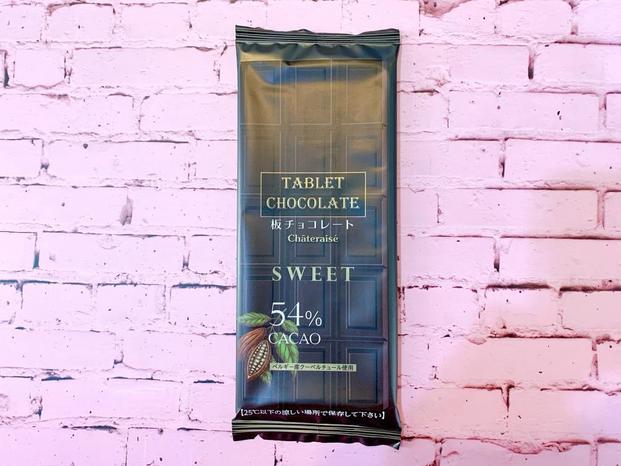 TABLET
CHOCOLATE
板チョコレート
Châteraisé
SWEET
54%
CACAO
ベルギー産クーベルチュール使用
【25℃以下の涼しい場所で保存して下さい】